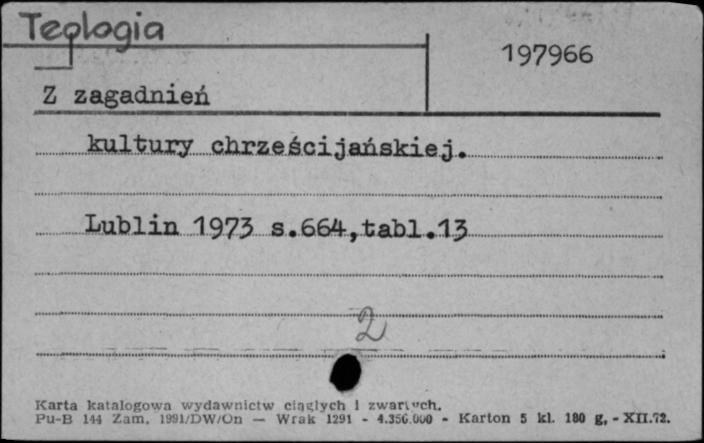 Teologia
197966
Z zagadnień
kultury chrześcijańskiej.
Lublin 1973 s.664,tabl.13
2
Karta katalogowa wydawnictw ciągłych i zwartych.
Pu-B 144 Zam. 1991/DW/On — Wrak 1291 - 4.356.000 - Karton 5 kl. 180 g, - XII.72.